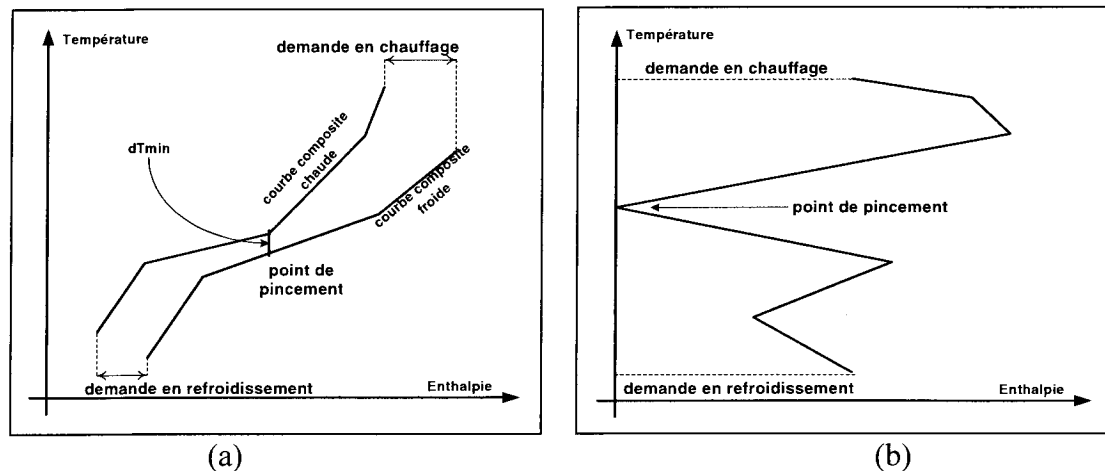 Température
demande en chauffage
dTmin
courbe composite
chaude
courbe composite
froide
point de
pincement
demande en refroidissement
Enthalpie
(a)
Température
demande en chauffage
point de pincement
demande en refroidissement
Enthalpie
(b)